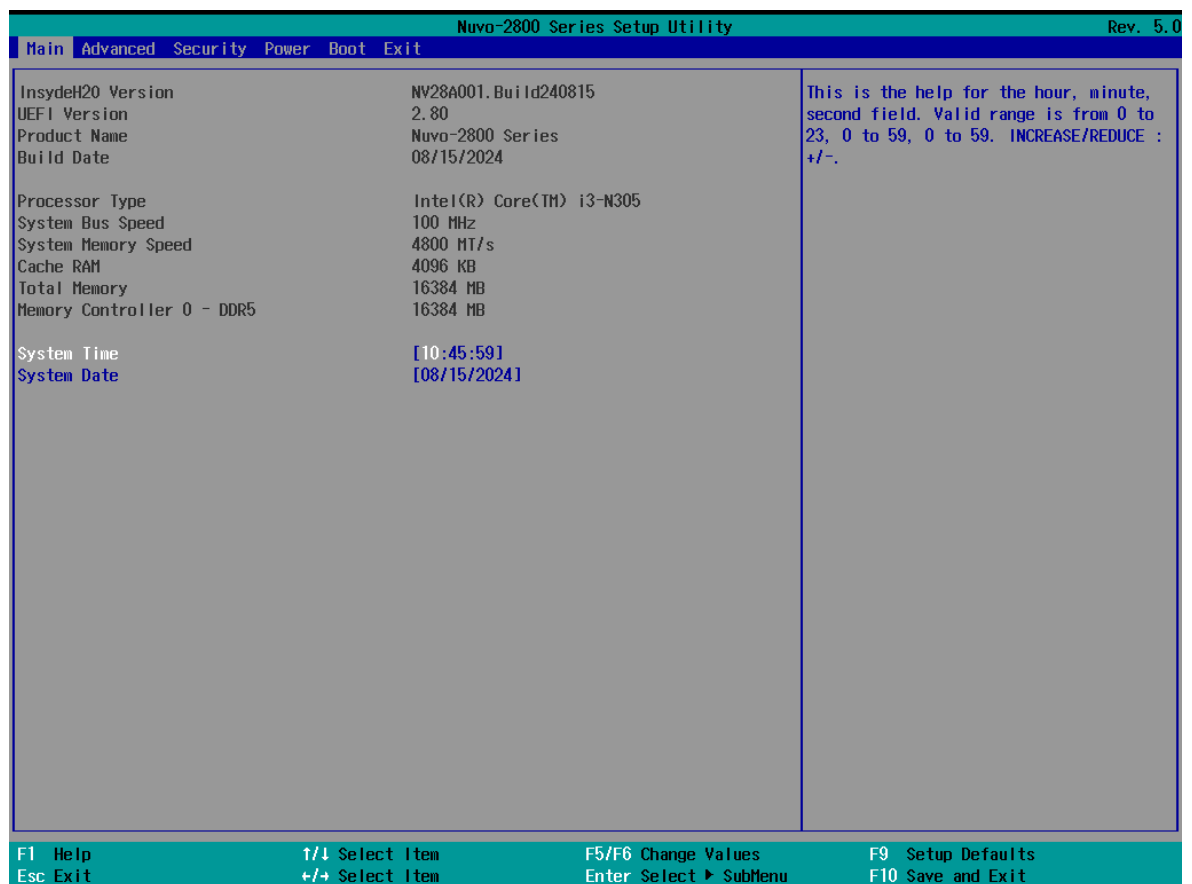 Nuvo-2800 Series Setup Utility Rev. 5.0
Main Advanced Security Power Boot Exit
InsydeH20 Version NV28A001.Build240815
UEFI Version 2.80
Product Name Nuvo-2800 Series
Build Date 08/15/2024
Processor Type Intel(R) Core(TM) i3-N305
System Bus Speed 100 MHz
System Memory Speed 4800 MT/s
Cache RAM 4096 KB
Total Memory 16384 MB
Memory Controller 0 - DDR5 16384 MB
System Time [10:45:59]
System Date [08/15/2024]
This is the help for the hour, minute,
second field. Valid range is from 0 to
23, 0 to 59, 0 to 59. INCREASE/REDUCE :
+/-.
F1 Help ↑/↓ Select Item F5/F6 Change Values F9 Setup Defaults
Esc Exit ←/→ Select Item Enter Select ▶ SubMenu F10 Save and Exit